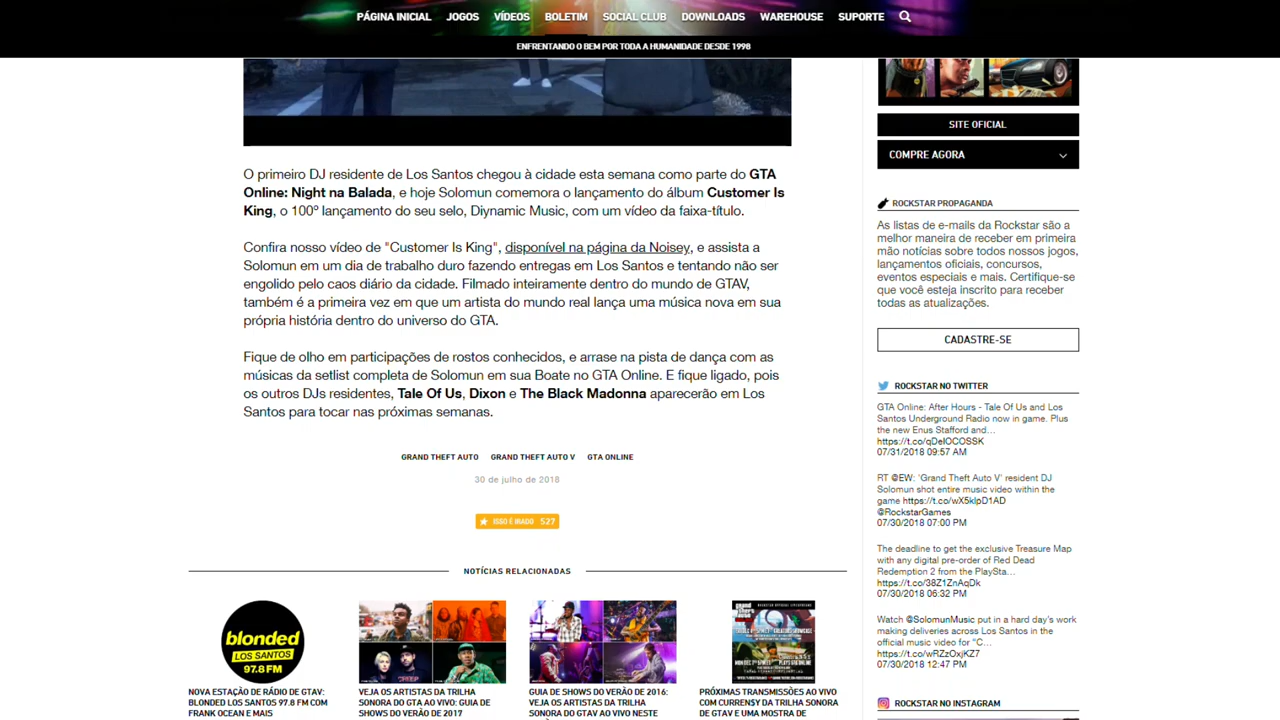 PÁGINA INICIAL JOGOS VÍDEOS BOLETIM SOCIAL CLUB DOWNLOADS WAREHOUSE SUPORTE
ENFRENTANDO O BEM POR TODA A HUMANIDADE DESDE 1998
O primeiro DJ residente de Los Santos chegou à cidade esta semana como parte do GTA
Online: Night na Balada, e hoje Solomun comemora o lançamento do álbum Customer Is
King, o 100º lançamento do seu selo, Diynamic Music, com um vídeo da faixa-título.
Confira nosso vídeo de "Customer Is King", disponível na página da Noisey, e assista a
Solomun em um dia de trabalho duro fazendo entregas em Los Santos e tentando não ser
engolido pelo caos diário da cidade. Filmado inteiramente dentro do mundo de GTAV,
também é a primeira vez em que um artista do mundo real lança uma música nova em sua
própria história dentro do universo do GTA.
Fique de olho em participações de rostos conhecidos, e arrase na pista de dança com as
músicas da setlist completa de Solomun em sua Boate no GTA Online. E fique ligado, pois
os outros DJs residentes, Tale Of Us, Dixon e The Black Madonna aparecerão em Los
Santos para tocar nas próximas semanas.
GRAND THEFT AUTO GRAND THEFT AUTO V GTA ONLINE
30 de julho de 2018
ISSO É IRADO 527
NOTÍCIAS RELACIONADAS
blonded
LOS SANTOS
97.8 FM
NOVA ESTAÇÃO DE RÁDIO DE GTAV:
BLONDED LOS SANTOS 97.8 FM COM
FRANK OCEAN E MAIS
VEJA OS ARTISTAS DA TRILHA
SONORA DO GTA AO VIVO: GUIA DE
SHOWS DO VERÃO DE 2017
GUIA DE SHOWS DO VERÃO DE 2016:
VEJA OS ARTISTAS DA TRILHA
SONORA DO GTAV AO VIVO NESTE
PRÓXIMAS TRANSMISSÕES AO VIVO
COM CURREN$Y DA TRILHA SONORA
DE GTAV E UMA MOSTRA DE
SITE OFICIAL
COMPRE AGORA
ROCKSTAR PROPAGANDA
As listas de e-mails da Rockstar são a
melhor maneira de receber em primeira
mão notícias sobre todos nossos jogos,
lançamentos oficiais, concursos,
eventos especiais e mais. Certifique-se
que você esteja inscrito para receber
todas as atualizações.
CADASTRE-SE
ROCKSTAR NO TWITTER
GTA Online: After Hours - Tale Of Us and Los
Santos Underground Radio now in game. Plus
the new Enus Stafford and…
https://t.co/qDeIOCOSSK
07/31/2018 09:57 AM
RT @EW: 'Grand Theft Auto V' resident DJ
Solomun shot entire music video within the
game https://t.co/wX5klpD1AD
@RockstarGames
07/30/2018 07:00 PM
The deadline to get the exclusive Treasure Map
with any digital pre-order of Red Dead
Redemption 2 from the PlaySta…
https://t.co/38Z1ZnAqDk
07/30/2018 06:32 PM
Watch @SolomunMusic put in a hard day's work
making deliveries across Los Santos in the
official music video for "C…
https://t.co/wRZzOxjKZ7
07/30/2018 12:47 PM
ROCKSTAR NO INSTAGRAM